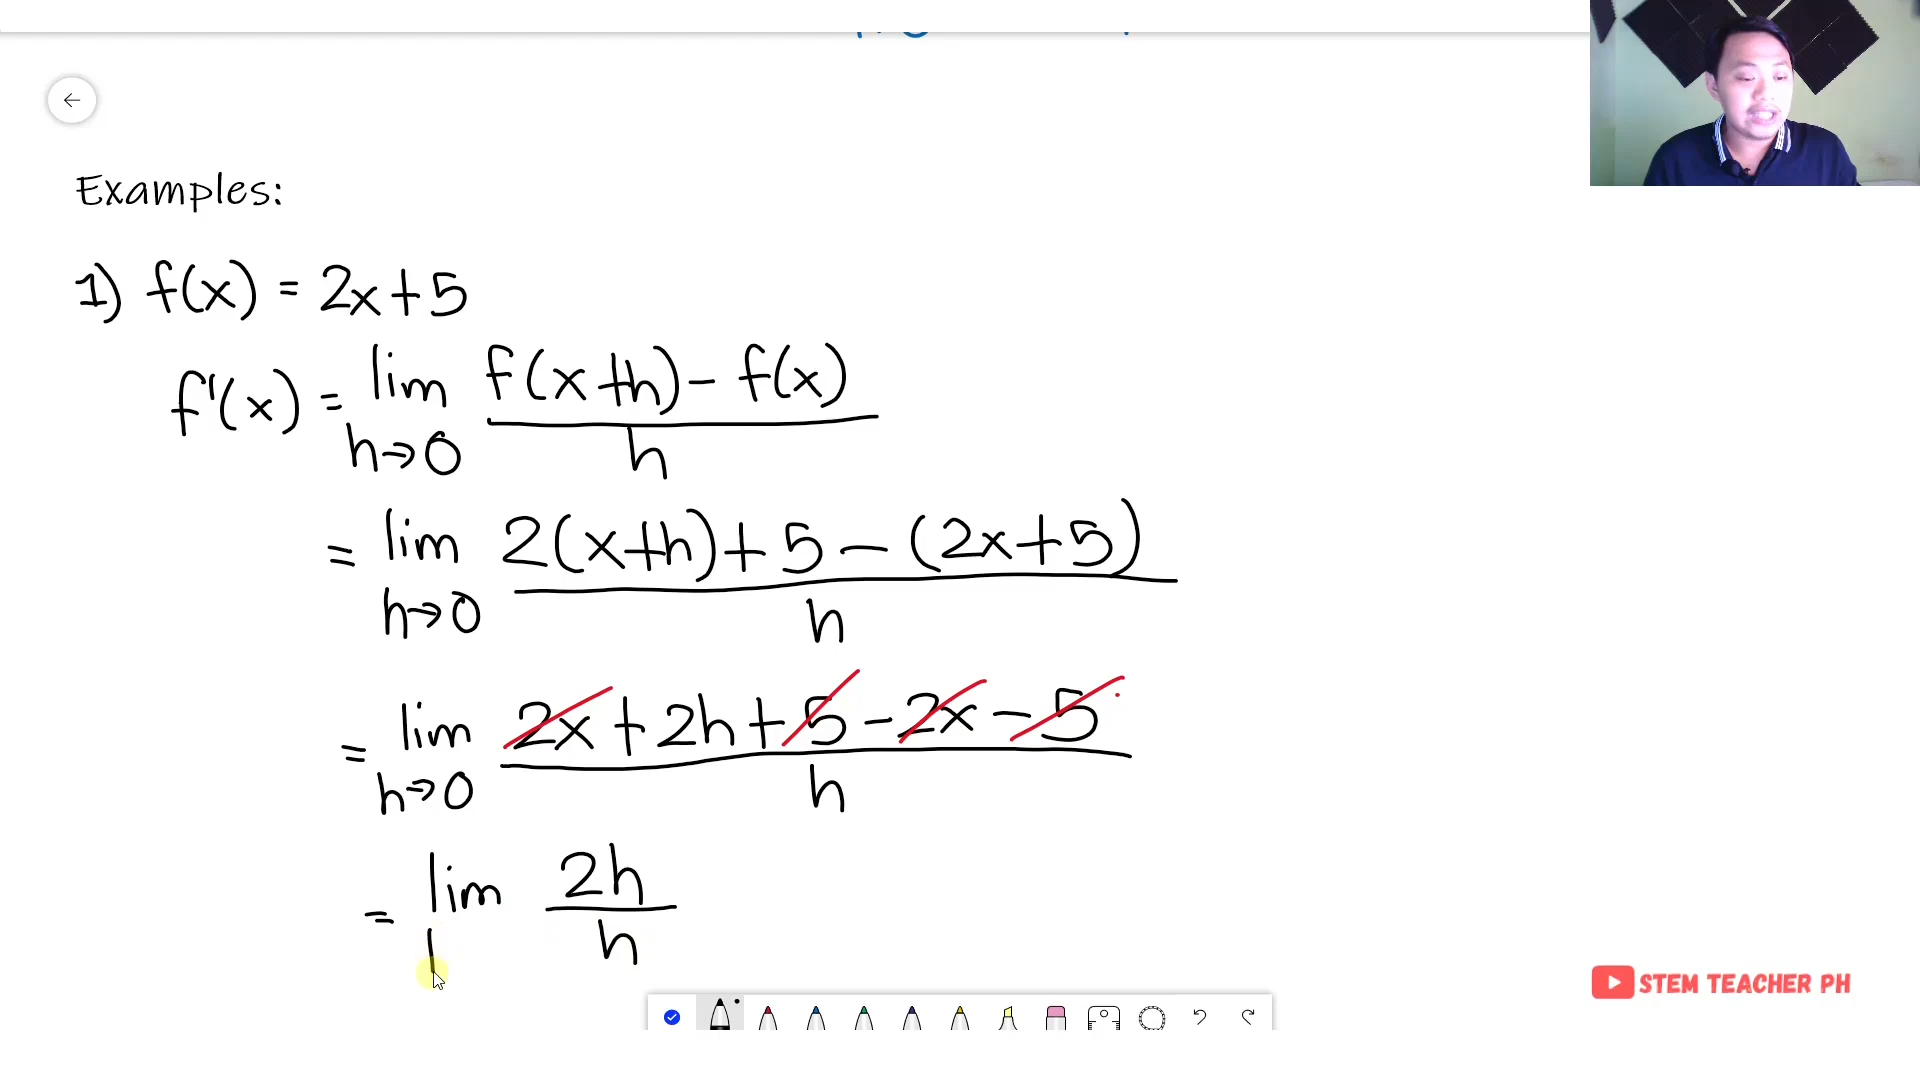 Examples:
1) f(x) = 2x+5
f'(x) = lim h→0 f(x+h) - f(x) / h
= lim h→0 2(x+h)+5-(2x+5) / h
= lim h→0 2x+2h+5-2x-5 / h
= lim 2h / h
STEM TEACHER PH